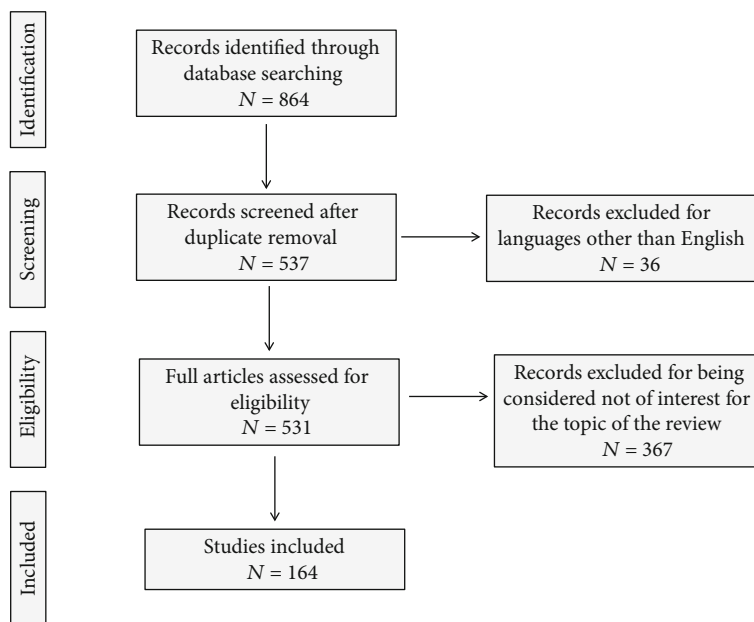 Identification
Records identified through
database searching
N = 864
Screening
Records screened after
duplicate removal
N = 537
Records excluded for
languages other than English
N = 36
Eligibility
Full articles assessed for
eligibility
N = 531
Records excluded for being
considered not of interest for
the topic of the review
N = 367
Included
Studies included
N = 164